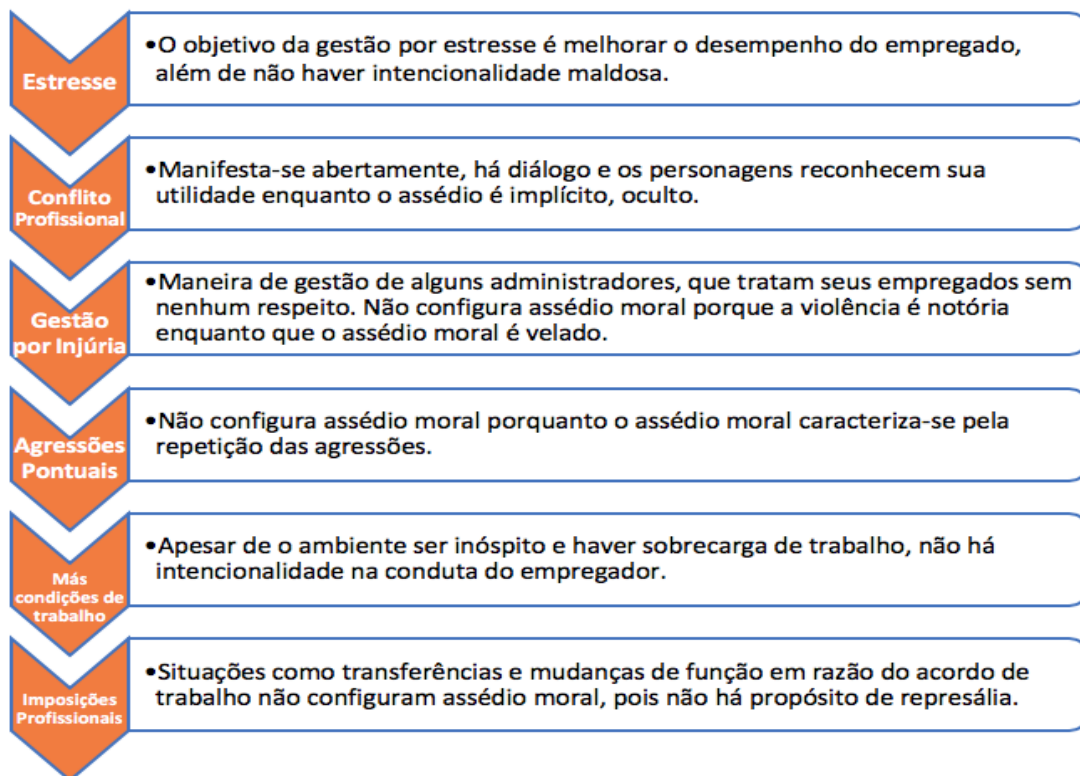 Estresse
•O objetivo da gestão por estresse é melhorar o desempenho do empregado,
além de não haver intencionalidade maldosa.
Conflito
Profissional
•Manifesta-se abertamente, há diálogo e os personagens reconhecem sua
utilidade enquanto o assédio é implícito, oculto.
Gestão
por Injúria
•Maneira de gestão de alguns administradores, que tratam seus empregados sem
nenhum respeito. Não configura assédio moral porque a violência é notória
enquanto que o assédio moral é velado.
Agressões
Pontuais
•Não configura assédio moral porquanto o assédio moral caracteriza-se pela
repetição das agressões.
Más
condições de
trabalho
•Apesar de o ambiente ser inóspito e haver sobrecarga de trabalho, não há
intencionalidade na conduta do empregador.
Imposições
Profissionais
•Situações como transferências e mudanças de função em razão do acordo de
trabalho não configuram assédio moral, pois não há propósito de represália.